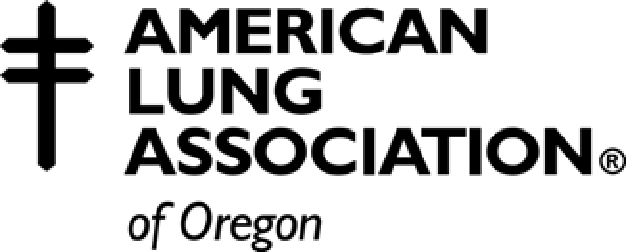 AMERICAN
LUNG
ASSOCIATION®
of Oregon